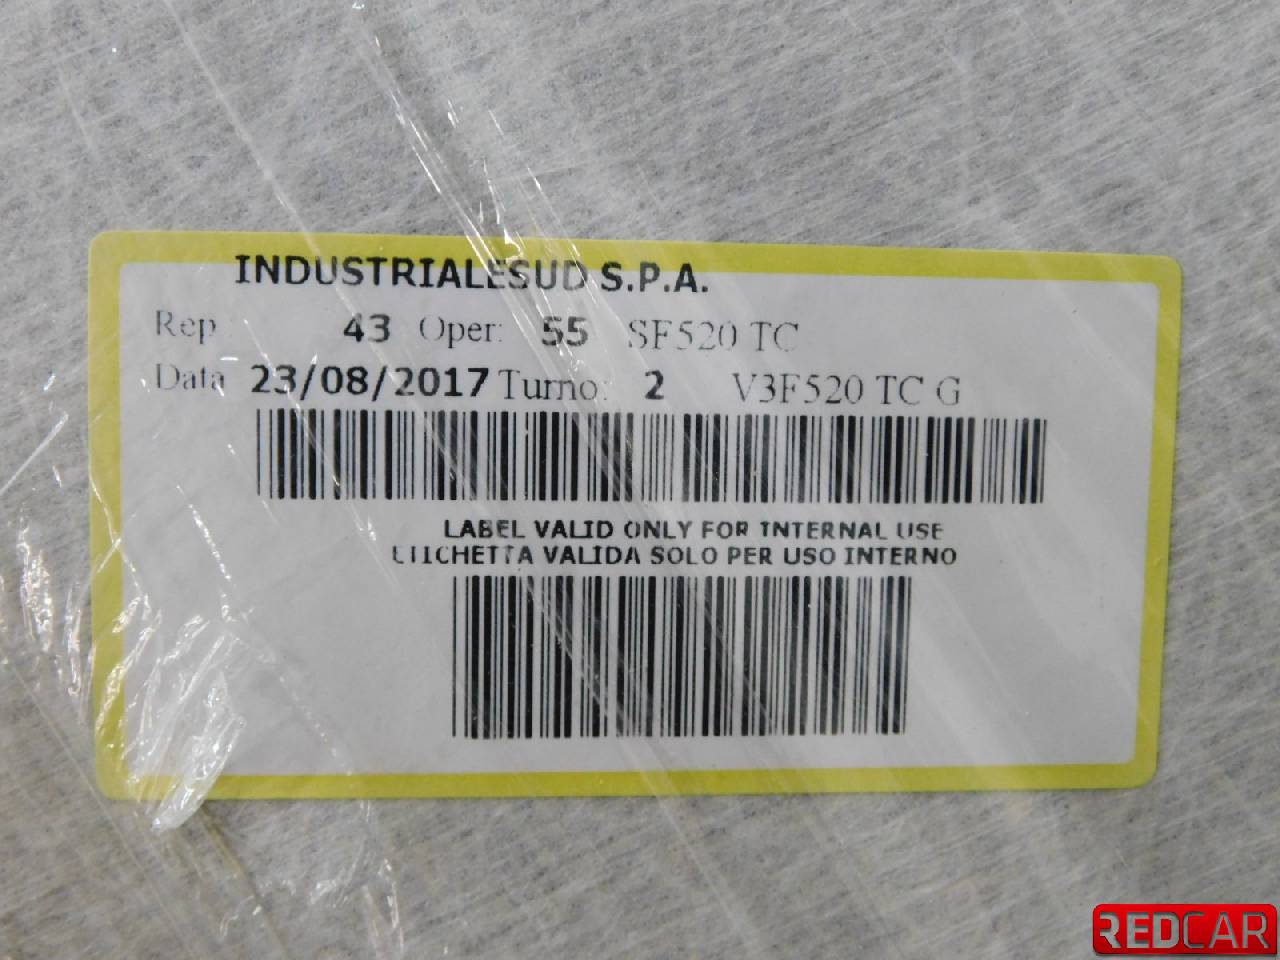 INDUSTRIALESUD S.P.A.
Rep 43 Oper: 55 SF520 TC
Data 23/08/2017 Turno: 2 V3F520 TC G
LABEL VALID ONLY FOR INTERNAL USE
ETICHETTA VALIDA SOLO PER USO INTERNO
REDCAR